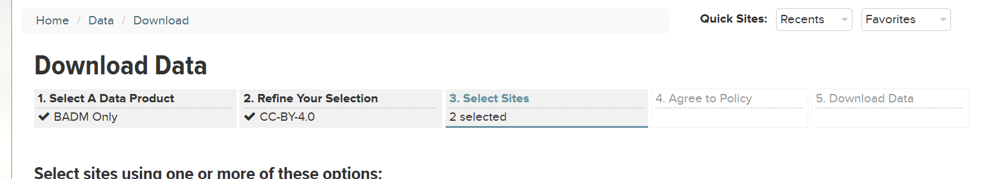 Home / Data / Download
Quick Sites: Recents Favorites
Download Data
1. Select A Data Product
BADM Only
2. Refine Your Selection
CC-BY-4.0
3. Select Sites
2 selected
4. Agree to Policy
5. Download Data
Select sites using one or more of these options: